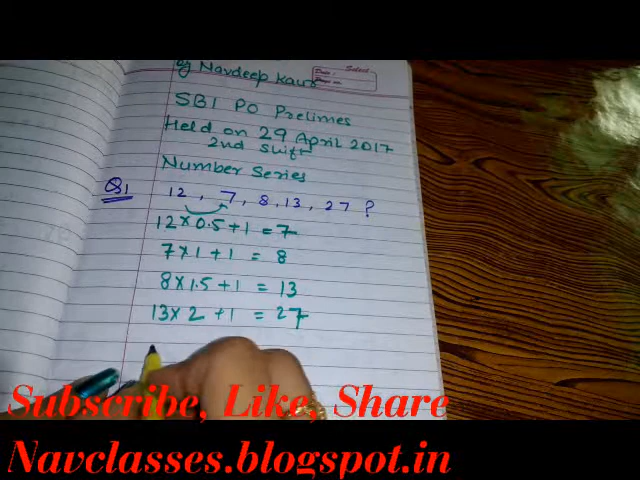 by Navdeep Kaur
SBI PO Prelimes
Held on 29 April 2017
2nd Shift
Number Series
Q1 12 , 7 , 8 , 13 , 27 ?
12 × 0.5 + 1 = 7
7 × 1 + 1 = 8
8 × 1.5 + 1 = 13
13 × 2 + 1 = 27
Subscribe, Like, Share
Navclasses.blogspot.in